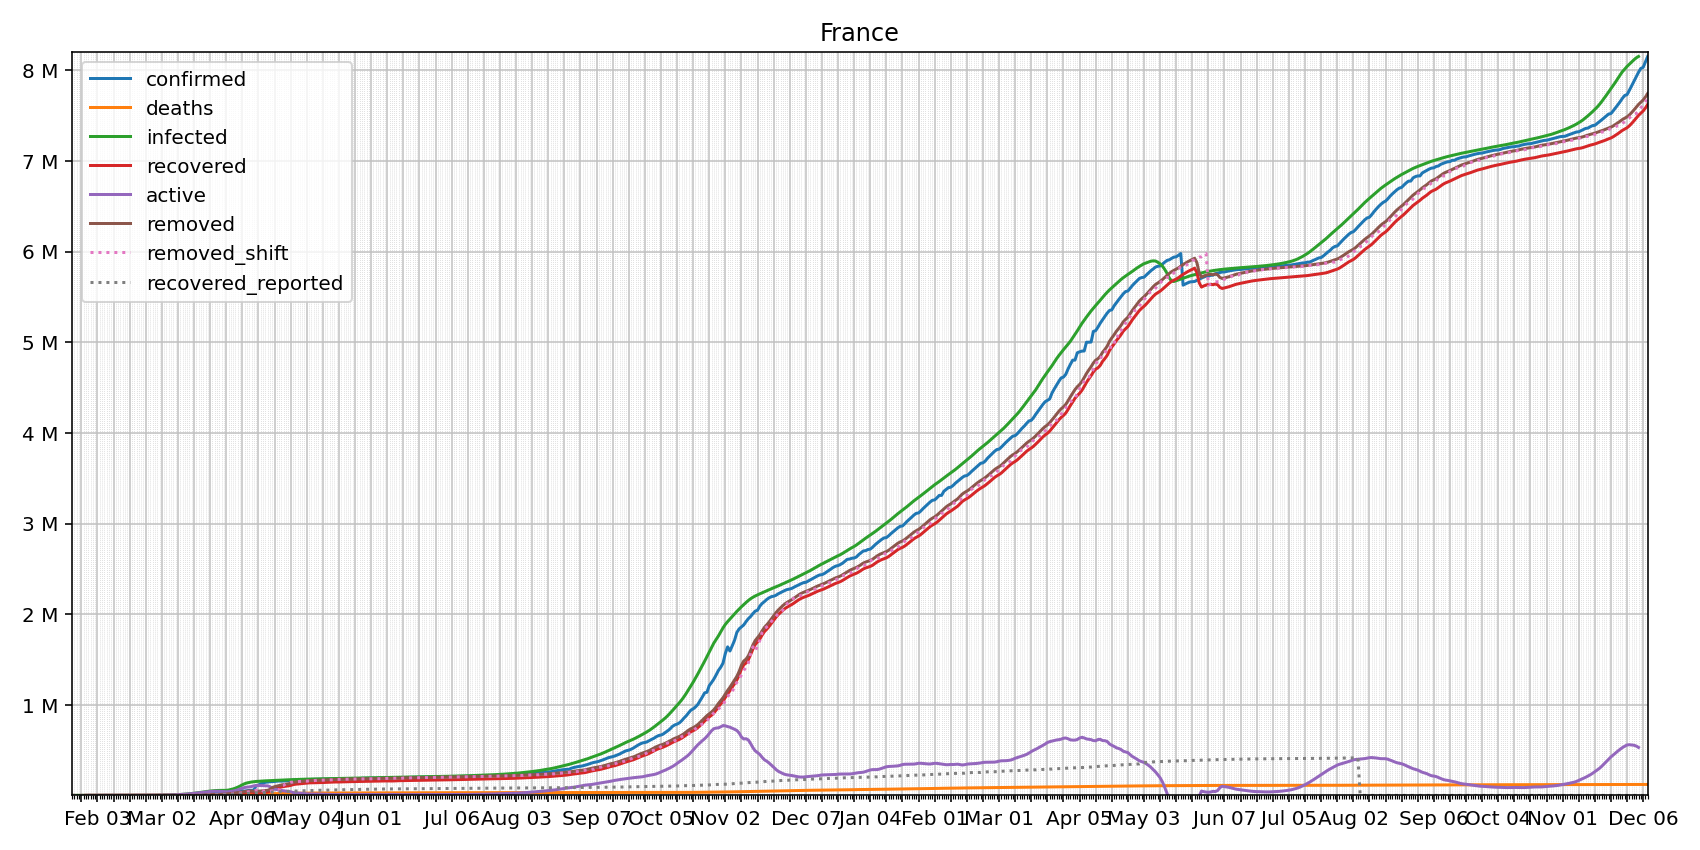 France
8 M
7 M
6 M
5 M
4 M
3 M
2 M
1 M
confirmed
deaths
infected
recovered
active
removed
removed_shift
recovered_reported
Feb 03 Mar 02 Apr 06 May 04 Jun 01 Jul 06 Aug 03 Sep 07 Oct 05 Nov 02 Dec 07 Jan 04 Feb 01 Mar 01 Apr 05 May 03 Jun 07 Jul 05 Aug 02 Sep 06 Oct 04 Nov 01 Dec 06